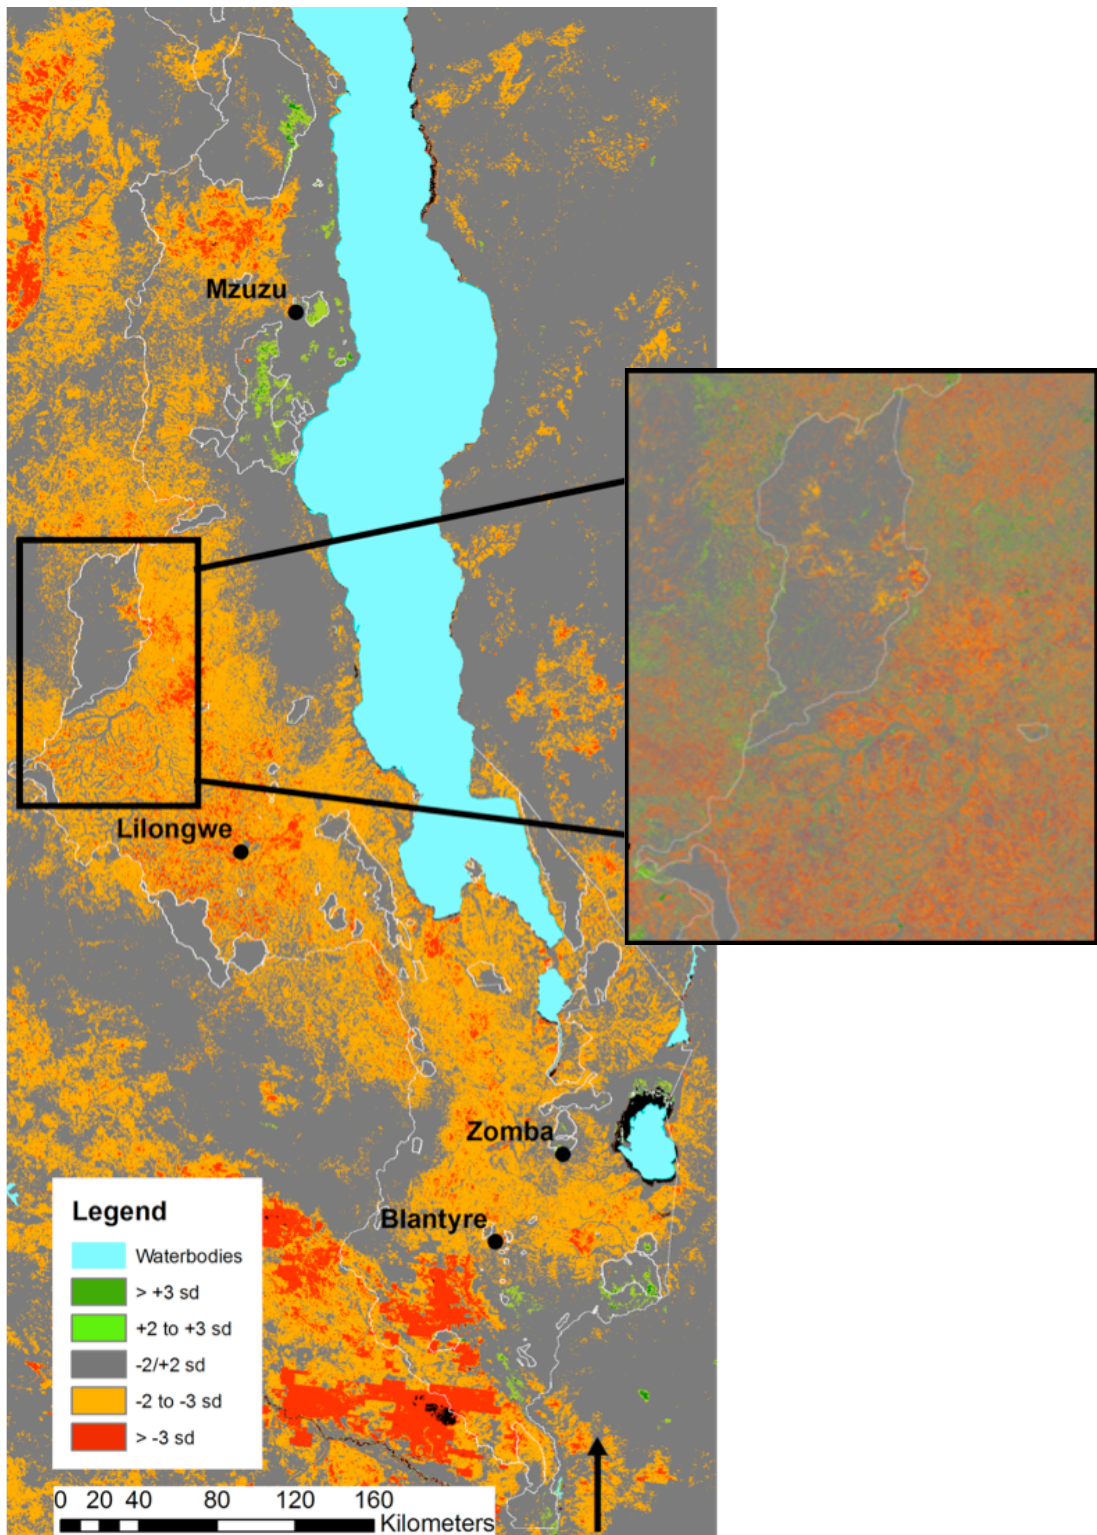 Mzuzu
Lilongwe
Zomba
Blantyre
Legend
Waterbodies
> +3 sd
+2 to +3 sd
-2/+2 sd
-2 to -3 sd
> -3 sd
0 20 40 80 120 160
Kilometers